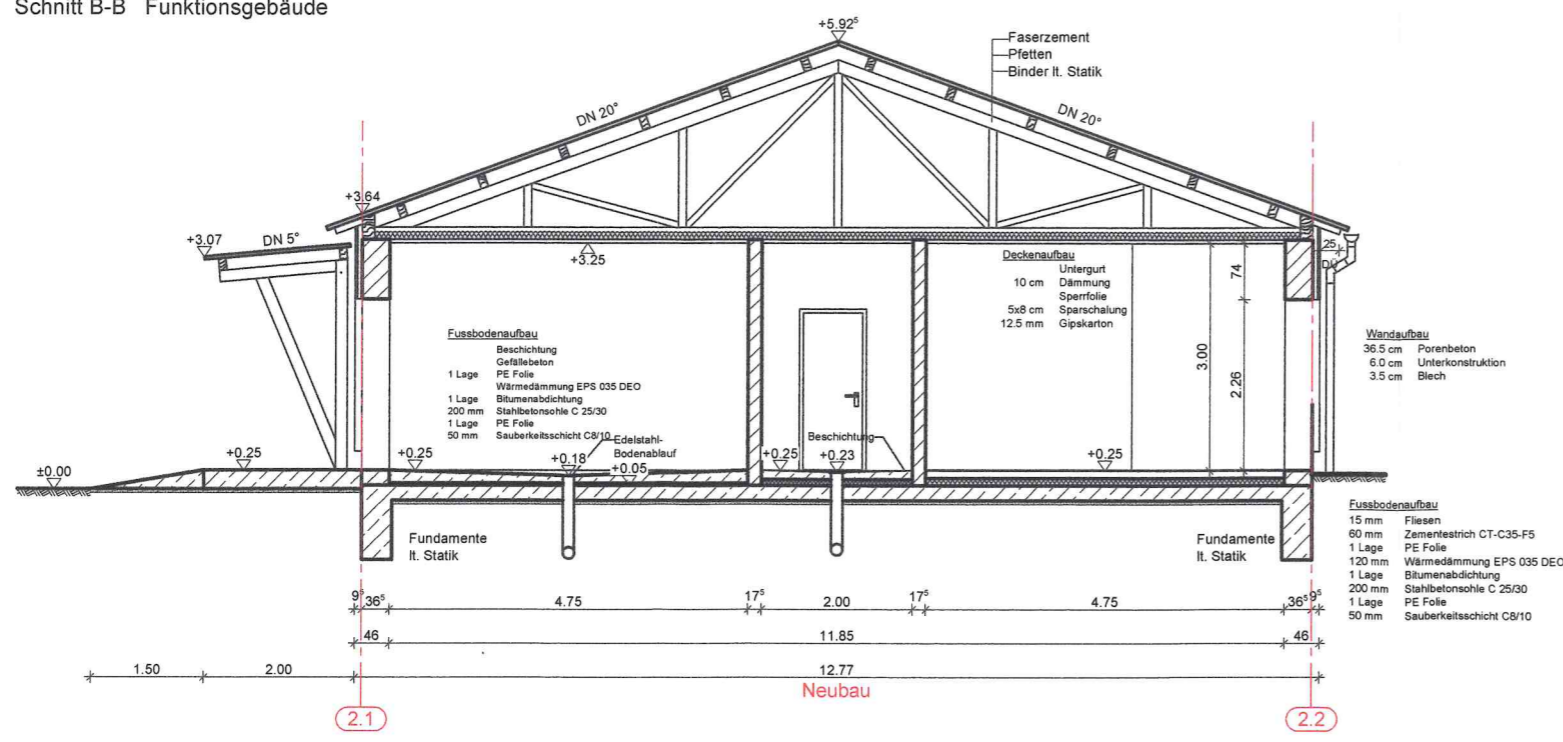 Schnitt B-B Funktionsgebäude
+5.92⁵
Faserzement
Pfetten
Binder lt. Statik
DN 20°
DN 20°
+3.64
+3.07
DN 5°
+3.25
25
DÜ
74
Deckenaufbau
Untergurt
10 cm Dämmung
Sperrfolie
5x8 cm Sparschalung
12.5 mm Gipskarton
Fussbodenaufbau
Beschichtung
Gefällebeton
1 Lage PE Folie
Wärmedämmung EPS 035 DEO
1 Lage Bitumenabdichtung
200 mm Stahlbetonsohle C 25/30
1 Lage PE Folie
50 mm Sauberkeitsschicht C8/10
Wandaufbau
36.5 cm Porenbeton
6.0 cm Unterkonstruktion
3.5 cm Blech
3.00
2.26
Edelstahl-
Bodenablauf
Beschichtung
±0.00
+0.25
+0.25
+0.18
+0.05
+0.25
+0.23
+0.25
Fundamente
lt. Statik
Fundamente
lt. Statik
Fussbodenaufbau
15 mm Fliesen
60 mm Zementestrich CT-C35-F5
1 Lage PE Folie
120 mm Wärmedämmung EPS 035 DEO
1 Lage Bitumenabdichtung
200 mm Stahlbetonsohle C 25/30
1 Lage PE Folie
50 mm Sauberkeitsschicht C8/10
9⁵ 36⁵ 4.75 17⁵ 2.00 17⁵ 4.75 36⁵ 9⁵
46 11.85 46
1.50 2.00 12.77
Neubau
2.1 2.2